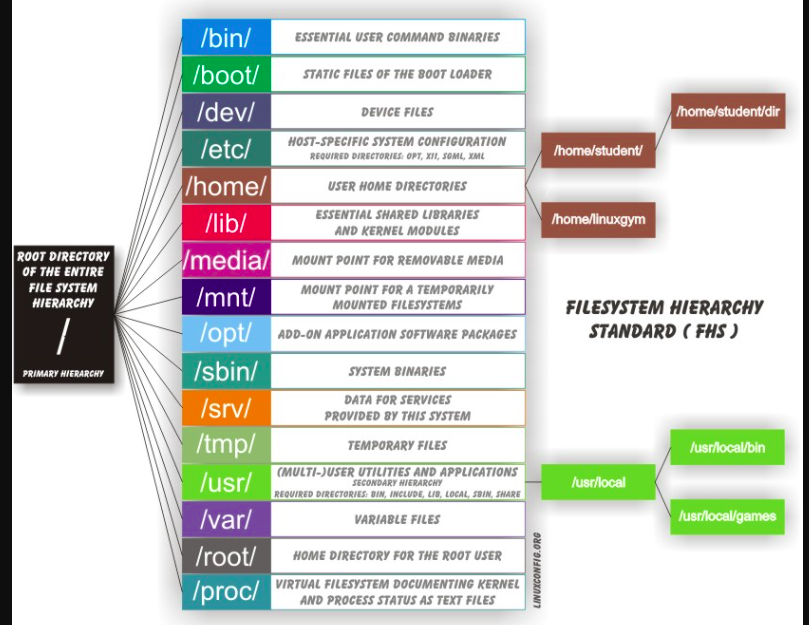 ROOT DIRECTORY
OF THE ENTIRE
FILE SYSTEM
HIERARCHY
/
PRIMARY HIERARCHY
/bin/
ESSENTIAL USER COMMAND BINARIES
/boot/
STATIC FILES OF THE BOOT LOADER
/dev/
DEVICE FILES
/etc/
HOST-SPECIFIC SYSTEM CONFIGURATION
REQUIRED DIRECTORIES: OPT, XII, SGML, XML
/home/
USER HOME DIRECTORIES
/home/student/
/home/student/dir
/home/linuxgym
/lib/
ESSENTIAL SHARED LIBRARIES
AND KERNEL MODULES
/media/
MOUNT POINT FOR REMOVABLE MEDIA
/mnt/
MOUNT POINT FOR A TEMPORARILY
MOUNTED FILESYSTEMS
/opt/
ADD-ON APPLICATION SOFTWARE PACKAGES
/sbin/
SYSTEM BINARIES
/srv/
DATA FOR SERVICES
PROVIDED BY THIS SYSTEM
/tmp/
TEMPORARY FILES
/usr/
(MULTI-)USER UTILITIES AND APPLICATIONS
SECONDARY HIERARCHY
REQUIRED DIRECTORIES: BIN, INCLUDE, LIB, LOCAL, SBIN, SHARE
/usr/local
/usr/local/bin
/usr/local/games
/var/
VARIABLE FILES
/root/
HOME DIRECTORY FOR THE ROOT USER
/proc/
VIRTUAL FILESYSTEM DOCUMENTING KERNEL
AND PROCESS STATUS AS TEXT FILES
FILESYSTEM HIERARCHY
STANDARD ( FHS )
LINUXCONFIG.ORG